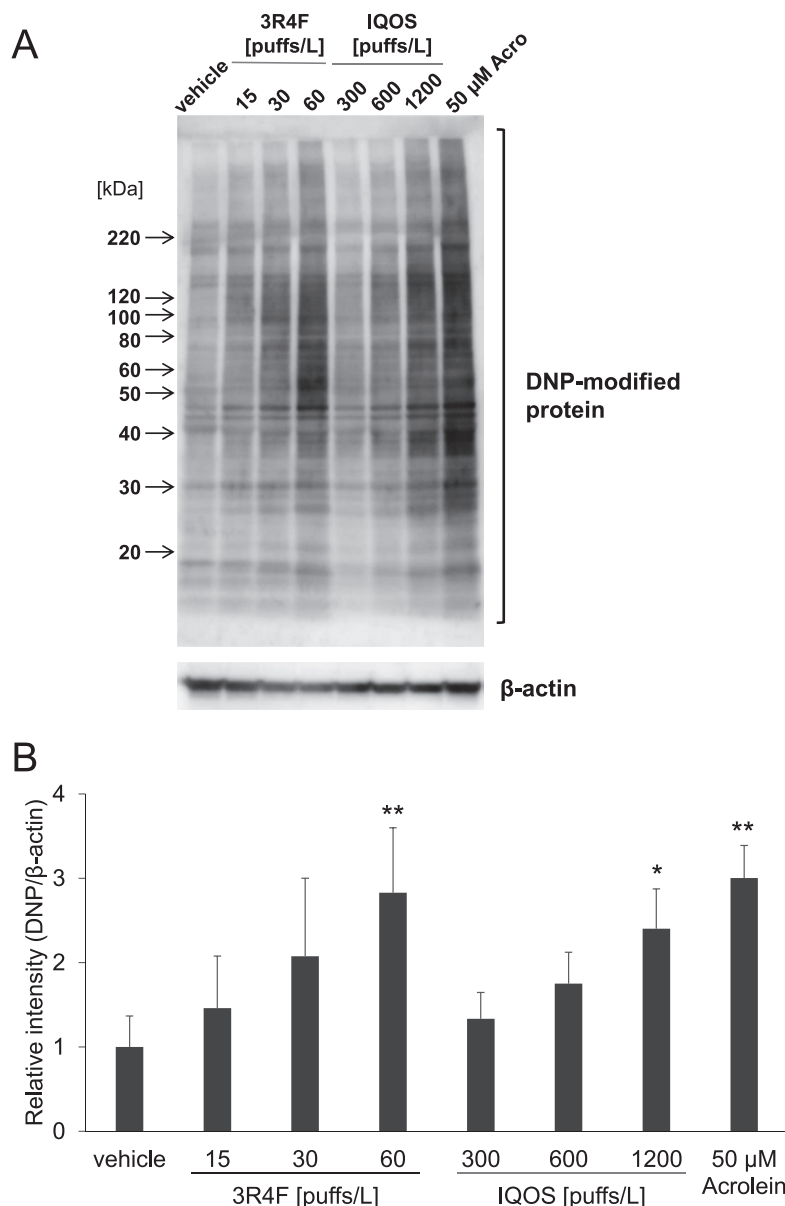 A
3R4F
[puffs/L]
IQOS
[puffs/L]
vehicle
15
30
60
300
600
1200
50 µM Acro
[kDa]
220
120
100
80
60
50
40
30
20
DNP-modified
protein
β-actin
B
Relative intensity (DNP/β-actin)
4
3
2
1
0
**
*
**
vehicle
15
30
60
300
600
1200
50 µM
Acrolein
3R4F [puffs/L]
IQOS [puffs/L]